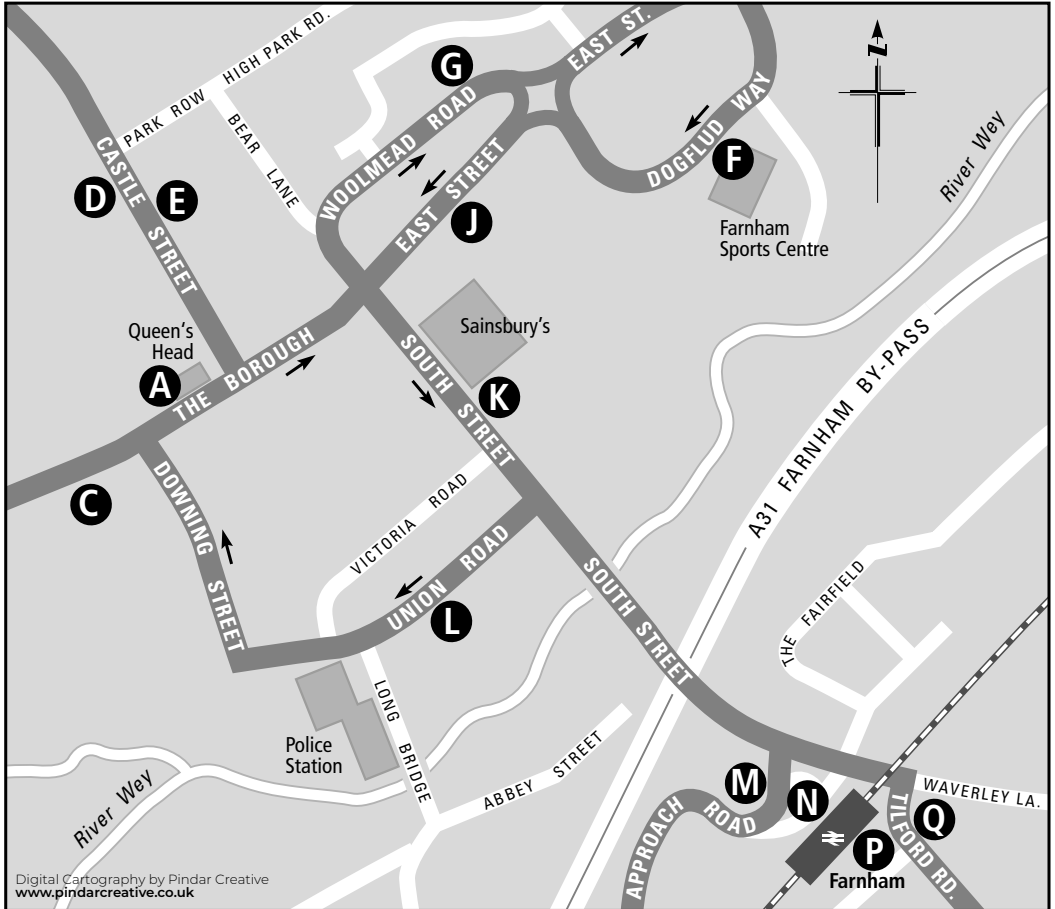 PARK ROW
HIGH PARK RD.
BEAR LANE
CASTLE STREET
D
E
G
WOOLMEAD ROAD
EAST ST.
EAST STREET
J
DOGFLUD WAY
F
Farnham
Sports Centre
N
River Wey
Queen's
Head
A
THE BOROUGH
C
Sainsbury's
SOUTH STREET
K
A31 FARNHAM BY-PASS
DOWNING STREET
VICTORIA ROAD
UNION ROAD
L
SOUTH STREET
THE FAIRFIELD
Police
Station
LONG BRIDGE
ABBEY STREET
River Wey
APPROACH ROAD
M
N
P
Farnham
Q
TILFORD RD.
WAVERLEY LA.
Digital Cartography by Pindar Creative
www.pindarcreative.co.uk